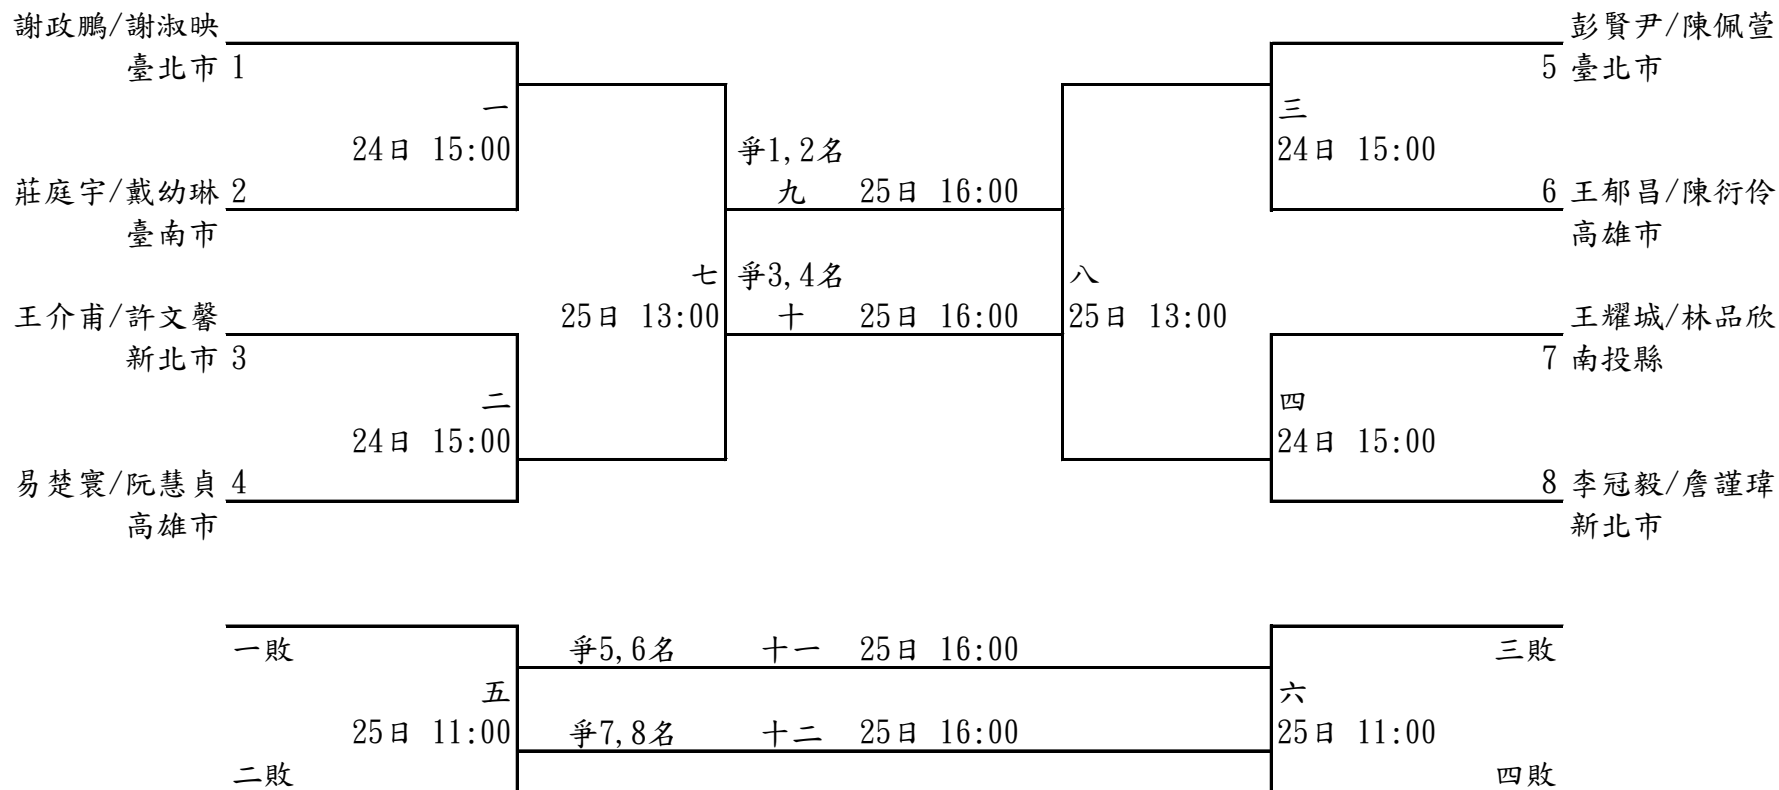 謝政鵬/謝淑映
臺北市 1
一
24日 15:00
莊庭宇/戴幼琳 2
臺南市
王介甫/許文馨
新北市 3
二
24日 15:00
易楚寰/阮慧貞 4
高雄市
七
25日 13:00
爭1,2名
九 25日 16:00
爭3,4名
十 25日 16:00
八
25日 13:00
彭賢尹/陳佩萱
5 臺北市
三
24日 15:00
6 王郁昌/陳衍伶
高雄市
王耀城/林品欣
7 南投縣
四
24日 15:00
8 李冠毅/詹謹瑋
新北市
一敗
五
25日 11:00
二敗
爭5,6名 十一 25日 16:00
爭7,8名 十二 25日 16:00
三敗
六
25日 11:00
四敗